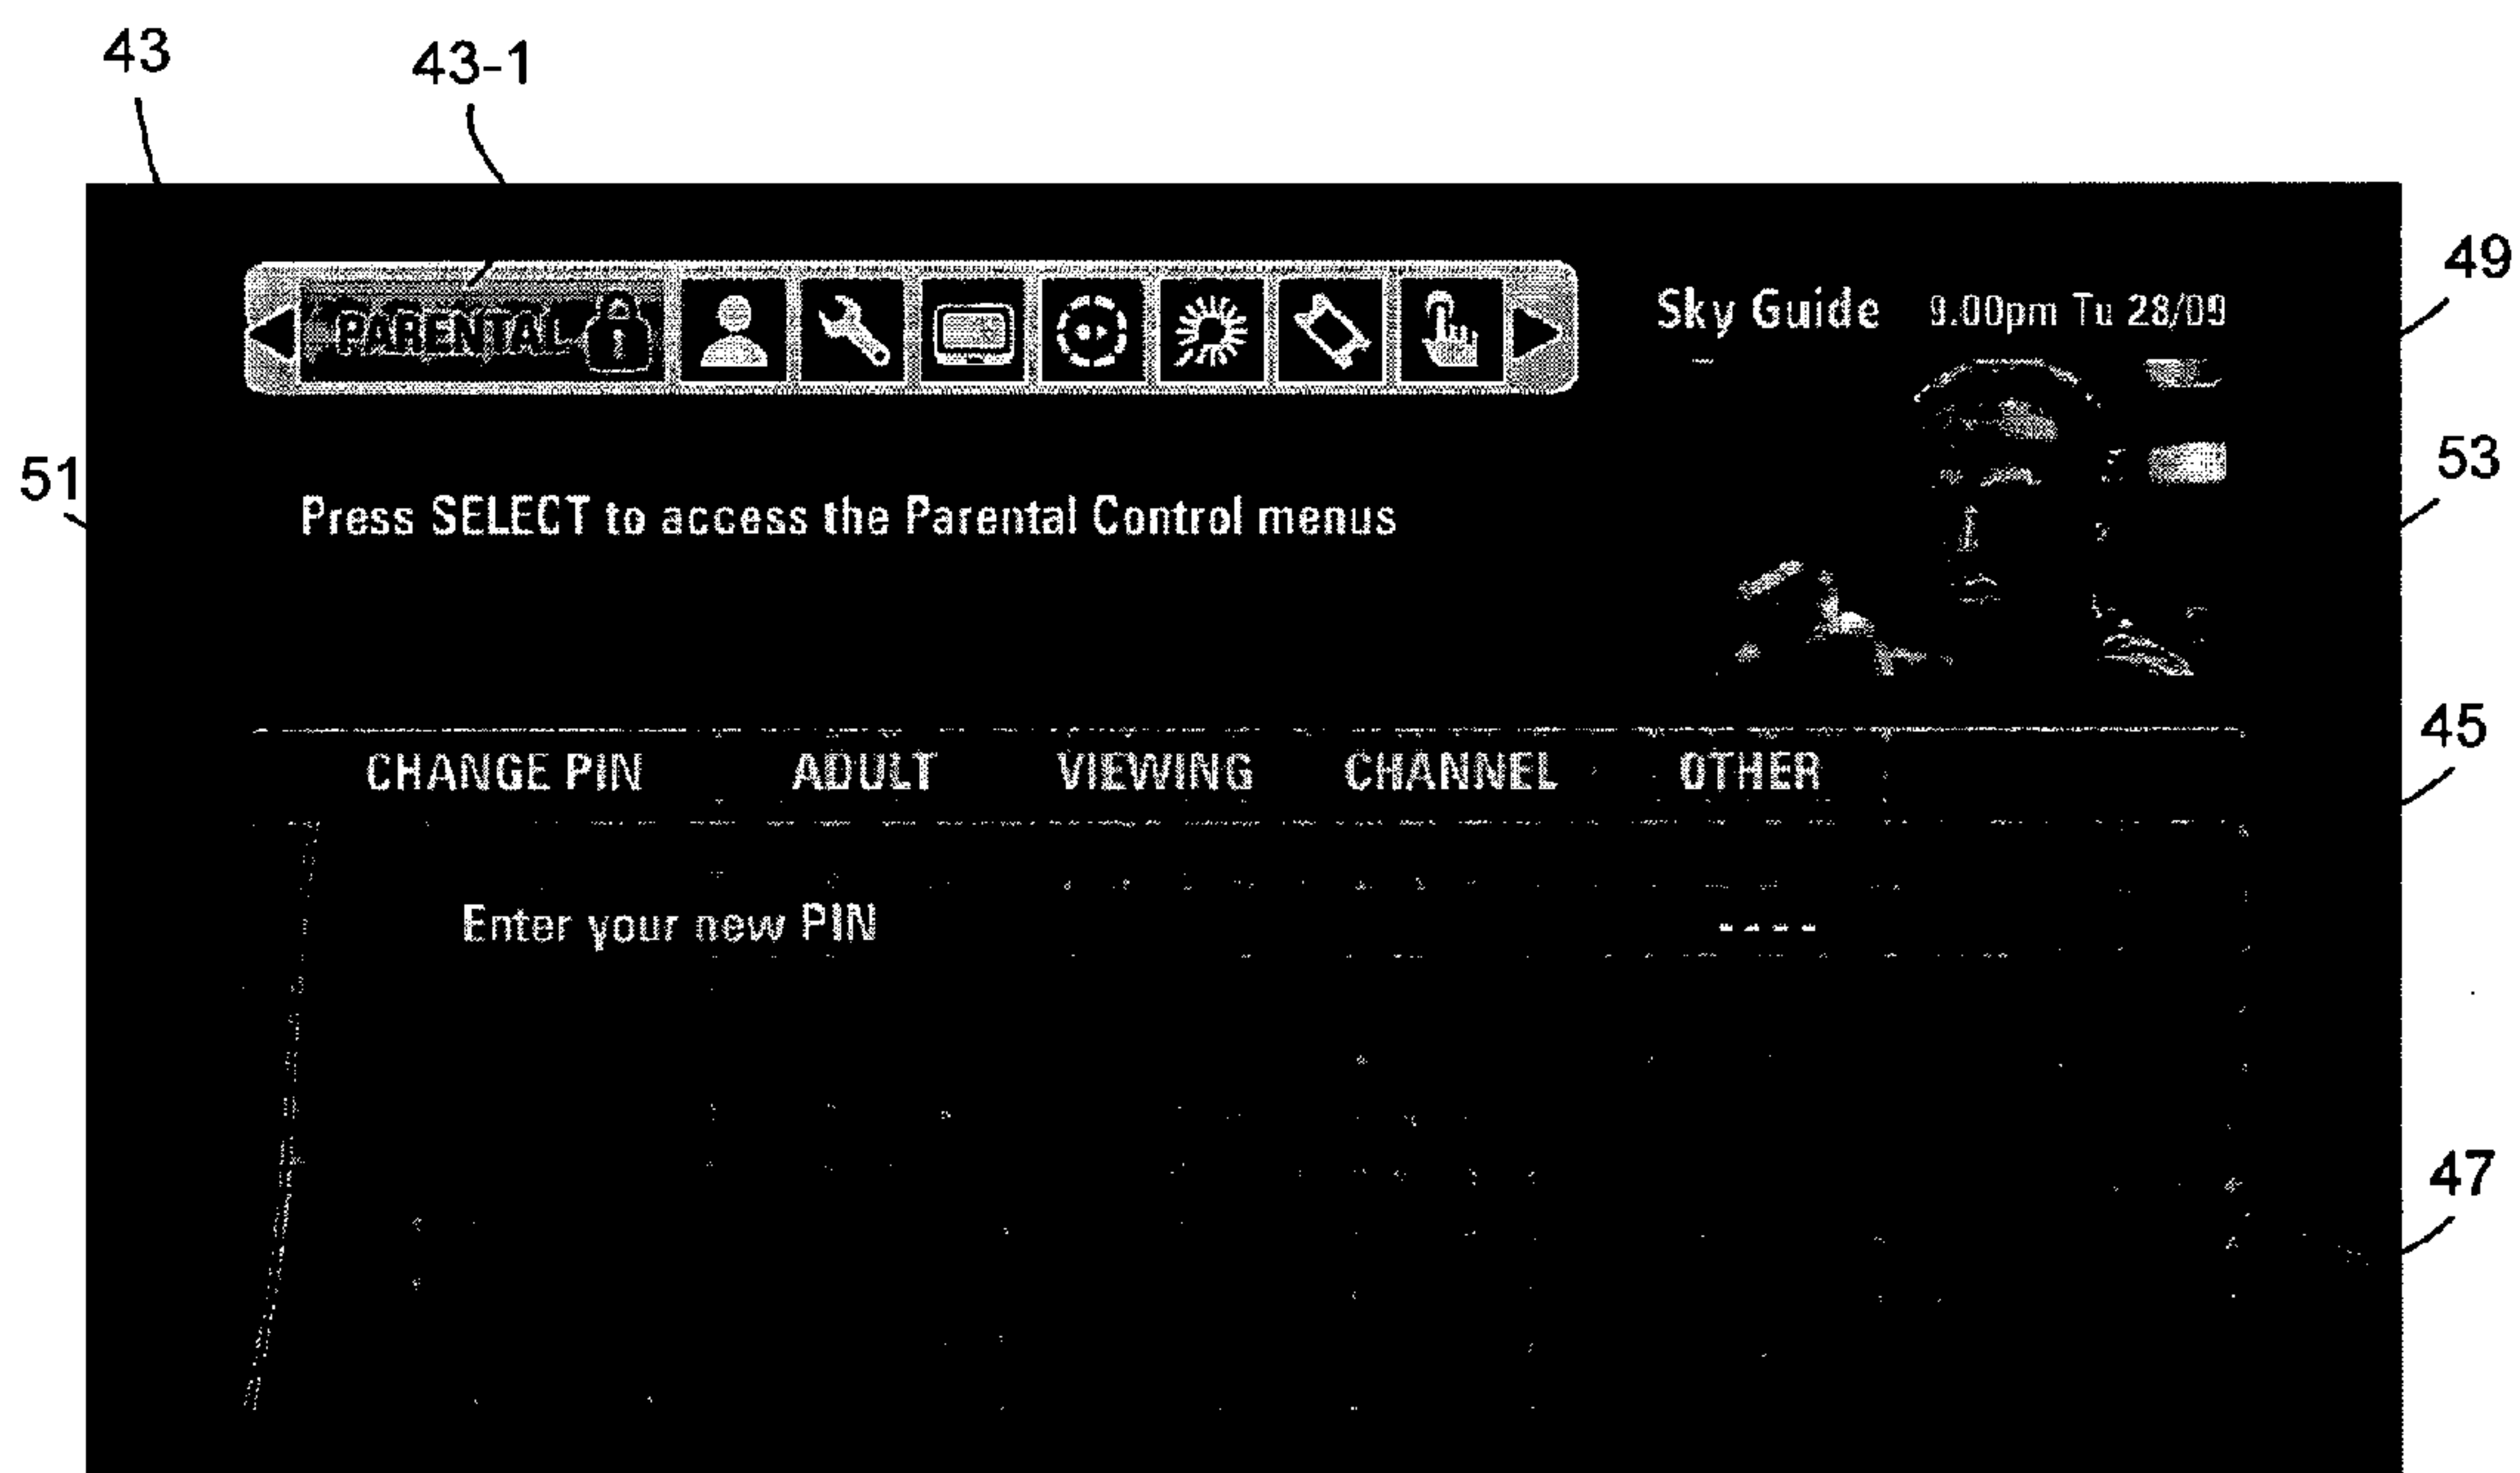 43
43-1
PARENTAL
Sky Guide 9.00pm Tu 28/09
49
51
Press SELECT to access the Parental Control menus
53
45
CHANGE PIN ADULT VIEWING CHANNEL OTHER
Enter your new PIN ----
47